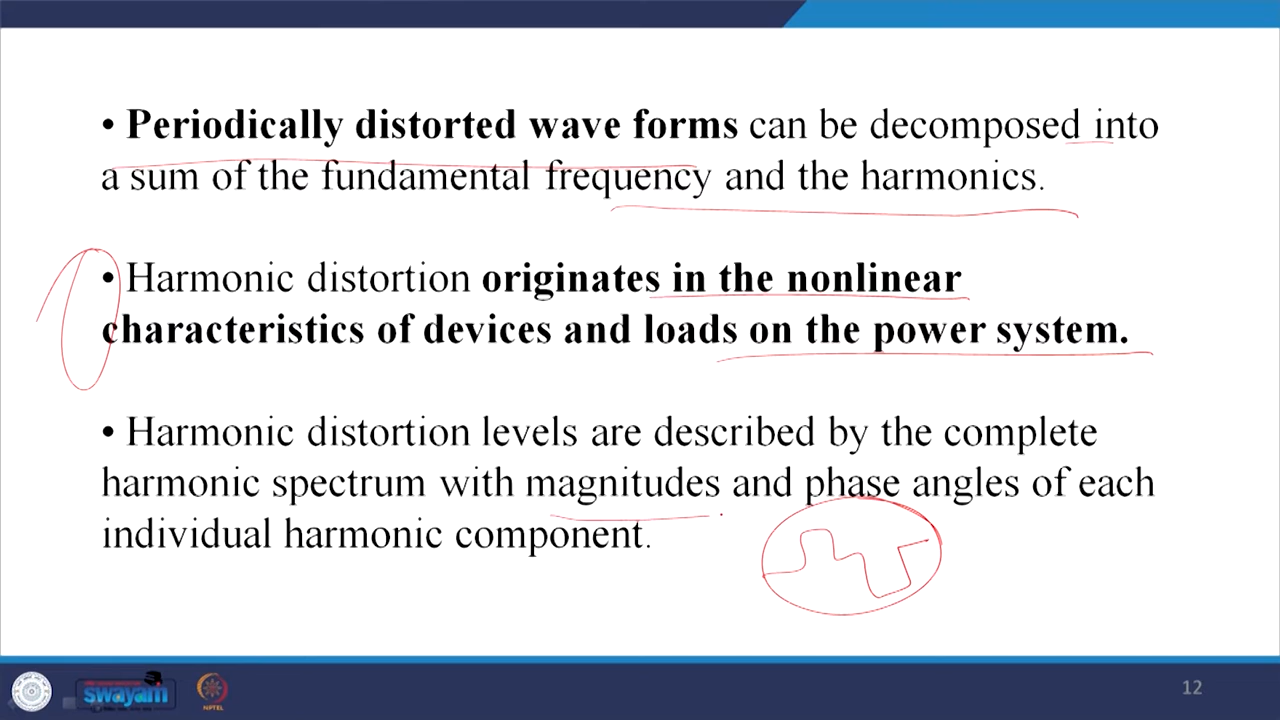 • Periodically distorted wave forms can be decomposed into
a sum of the fundamental frequency and the harmonics.
• Harmonic distortion originates in the nonlinear
characteristics of devices and loads on the power system.
• Harmonic distortion levels are described by the complete
harmonic spectrum with magnitudes and phase angles of each
individual harmonic component.
swayam
NPTEL
12